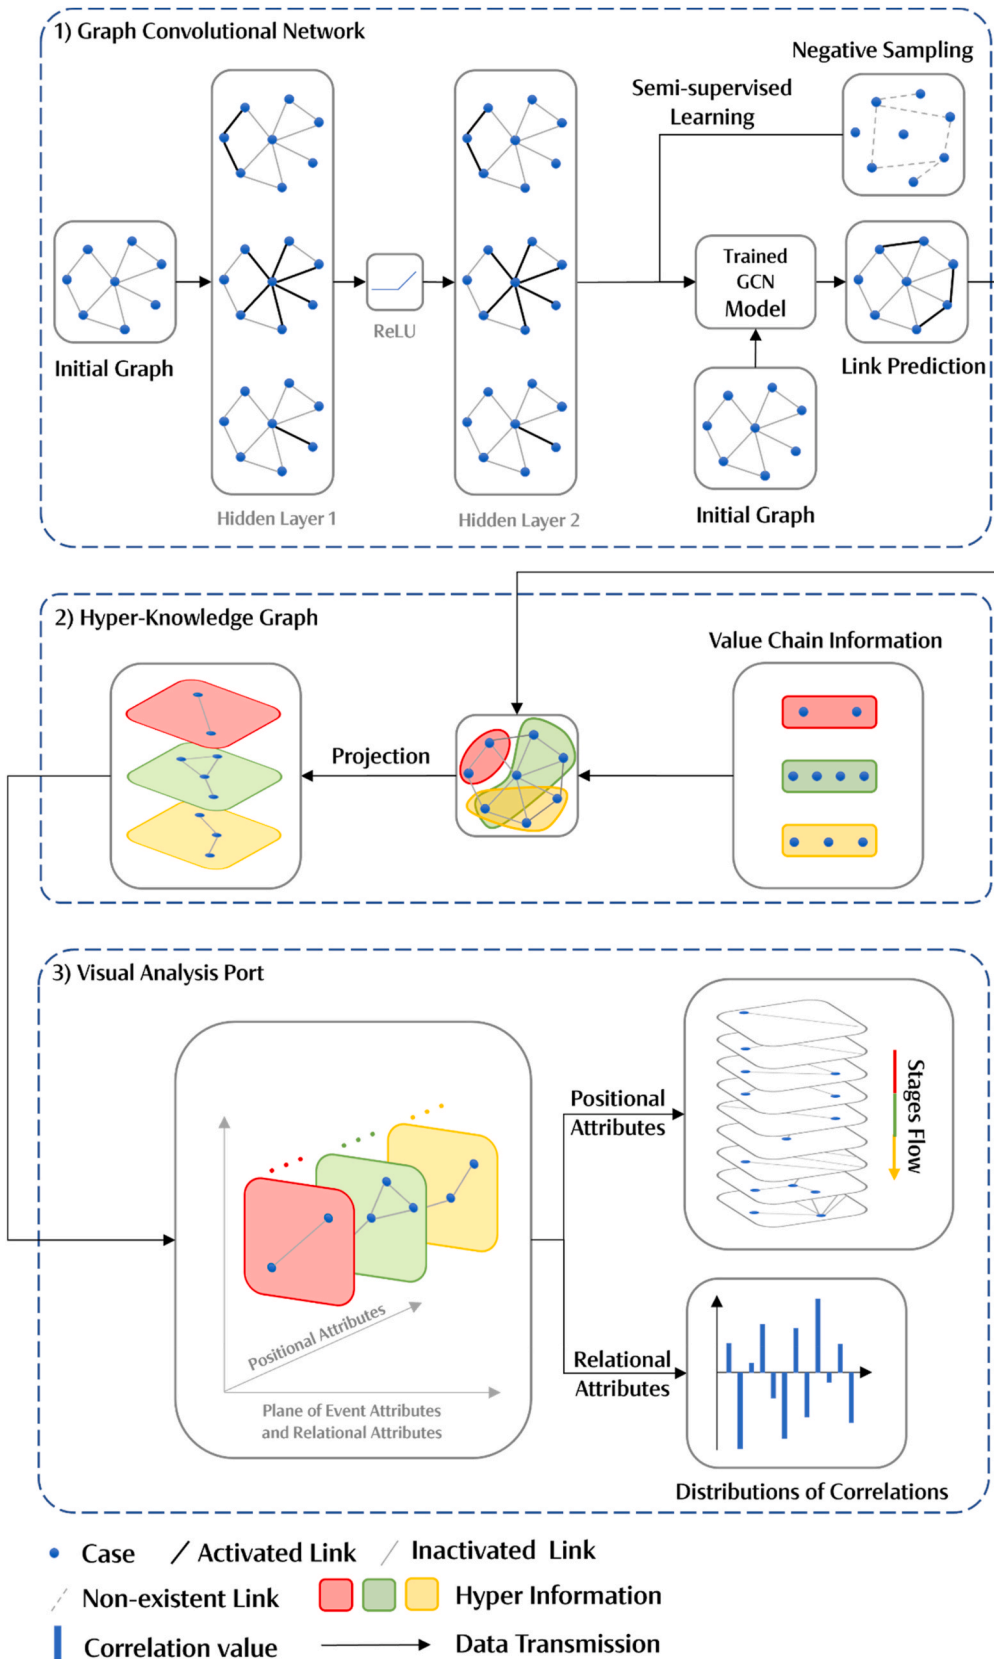 1) Graph Convolutional Network
Negative Sampling
Semi-supervised
Learning
Trained
GCN
Model
ReLU
Initial Graph
Link Prediction
Hidden Layer 1
Hidden Layer 2
Initial Graph
2) Hyper-Knowledge Graph
Value Chain Information
Projection
3) Visual Analysis Port
Positional
Attributes
Stages Flow
Positional Attributes
Relational
Attributes
Plane of Event Attributes
and Relational Attributes
Distributions of Correlations
Case
Activated Link
Inactivated Link
Non-existent Link
Hyper Information
Correlation value
Data Transmission